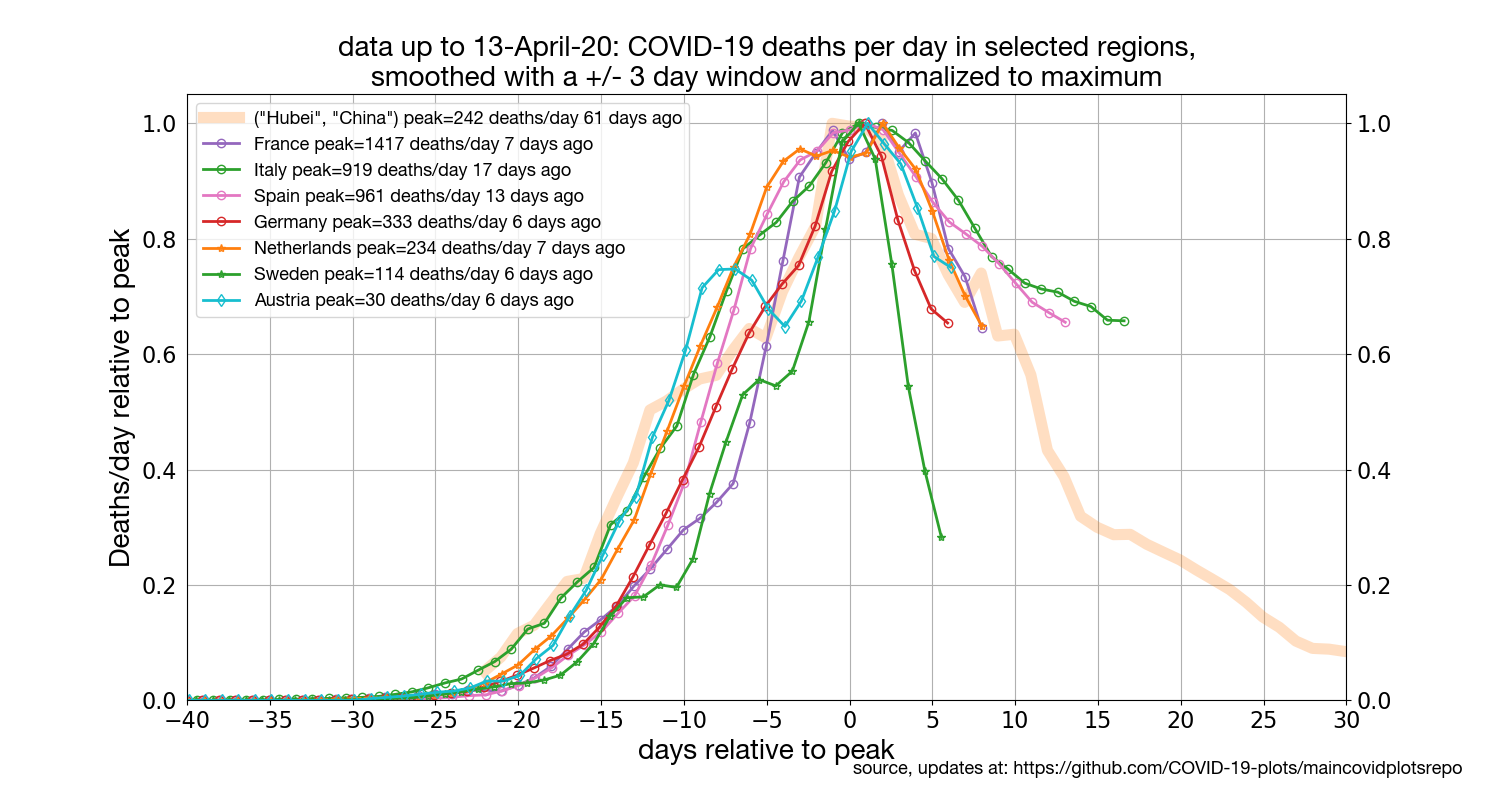 data up to 13-April-20: COVID-19 deaths per day in selected regions,
smoothed with a +/- 3 day window and normalized to maximum
("Hubei", "China") peak=242 deaths/day 61 days ago
France peak=1417 deaths/day 7 days ago
Italy peak=919 deaths/day 17 days ago
Spain peak=961 deaths/day 13 days ago
Germany peak=333 deaths/day 6 days ago
Netherlands peak=234 deaths/day 7 days ago
Sweden peak=114 deaths/day 6 days ago
Austria peak=30 deaths/day 6 days ago
Deaths/day relative to peak
1.0 1.0
0.8 0.8
0.6 0.6
0.4 0.4
0.2 0.2
0.0 0.0
−40 −35 −30 −25 −20 −15 −10 −5 0 5 10 15 20 25 30
days relative to peak
source, updates at: https://github.com/COVID-19-plots/maincovidplotsrepo